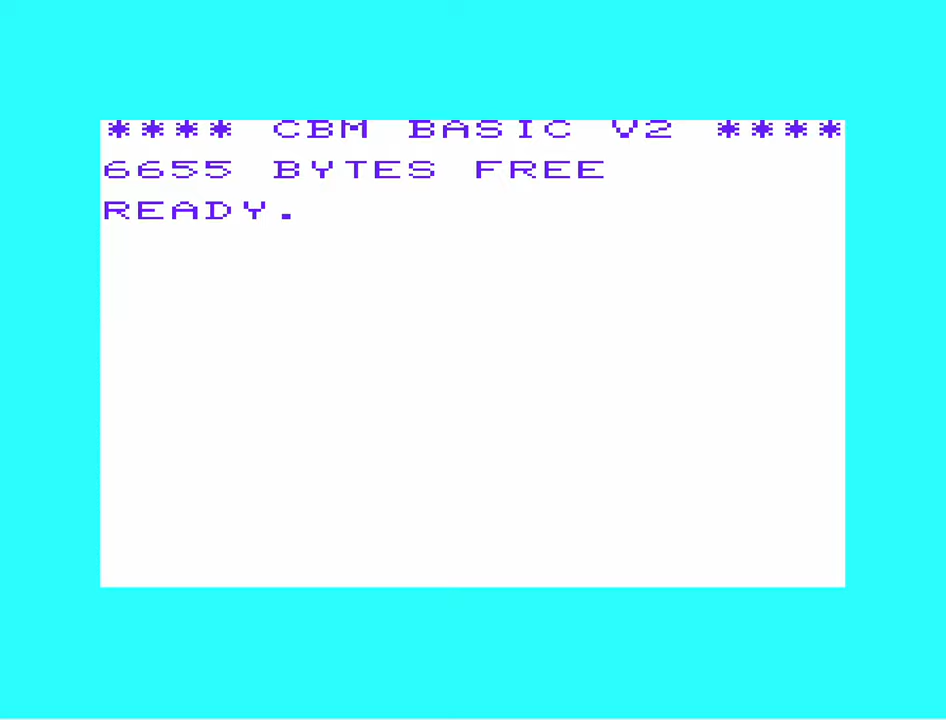 **** CBM BASIC V2 ****
6655 BYTES FREE
READY.